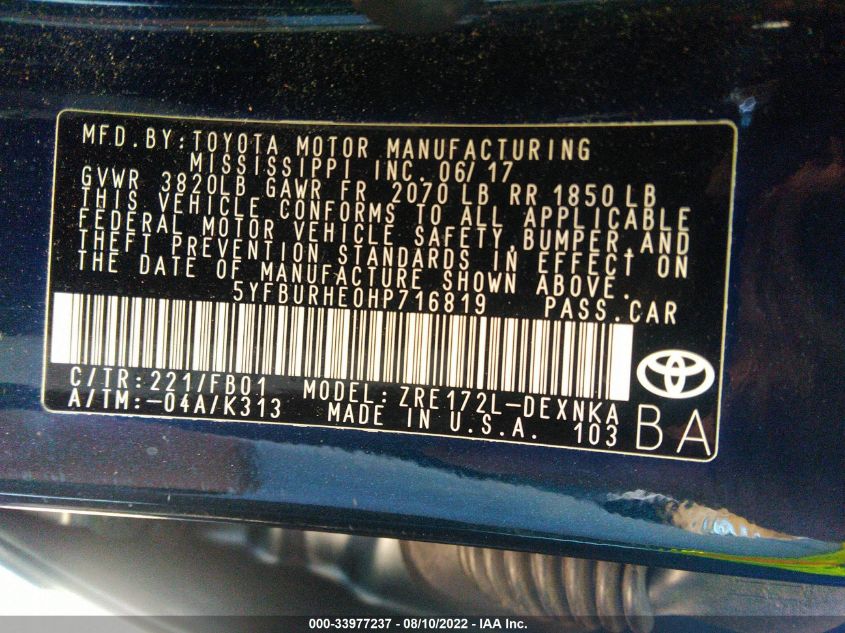 MFD.BY:TOYOTA MOTOR MANUFACTURING
MISSISSIPPI INC. 06/17
GVWR 3820LB GAWR FR 2070 LB RR 1850 LB
THIS VEHICLE CONFORMS TO ALL APPLICABLE
FEDERAL MOTOR VEHICLE SAFETY,BUMPER,AND
THEFT PREVENTION STANDARDS IN EFFECT ON
THE DATE OF MANUFACTURE SHOWN ABOVE.
5YFBURHE0HP716819 PASS.CAR
C/TR:221/FB01 MODEL:ZRE172L-DEXNKA
A/TM:-04A/K313 MADE IN U.S.A. 103
BA
000-33977237 - 08/10/2022 - IAA Inc.